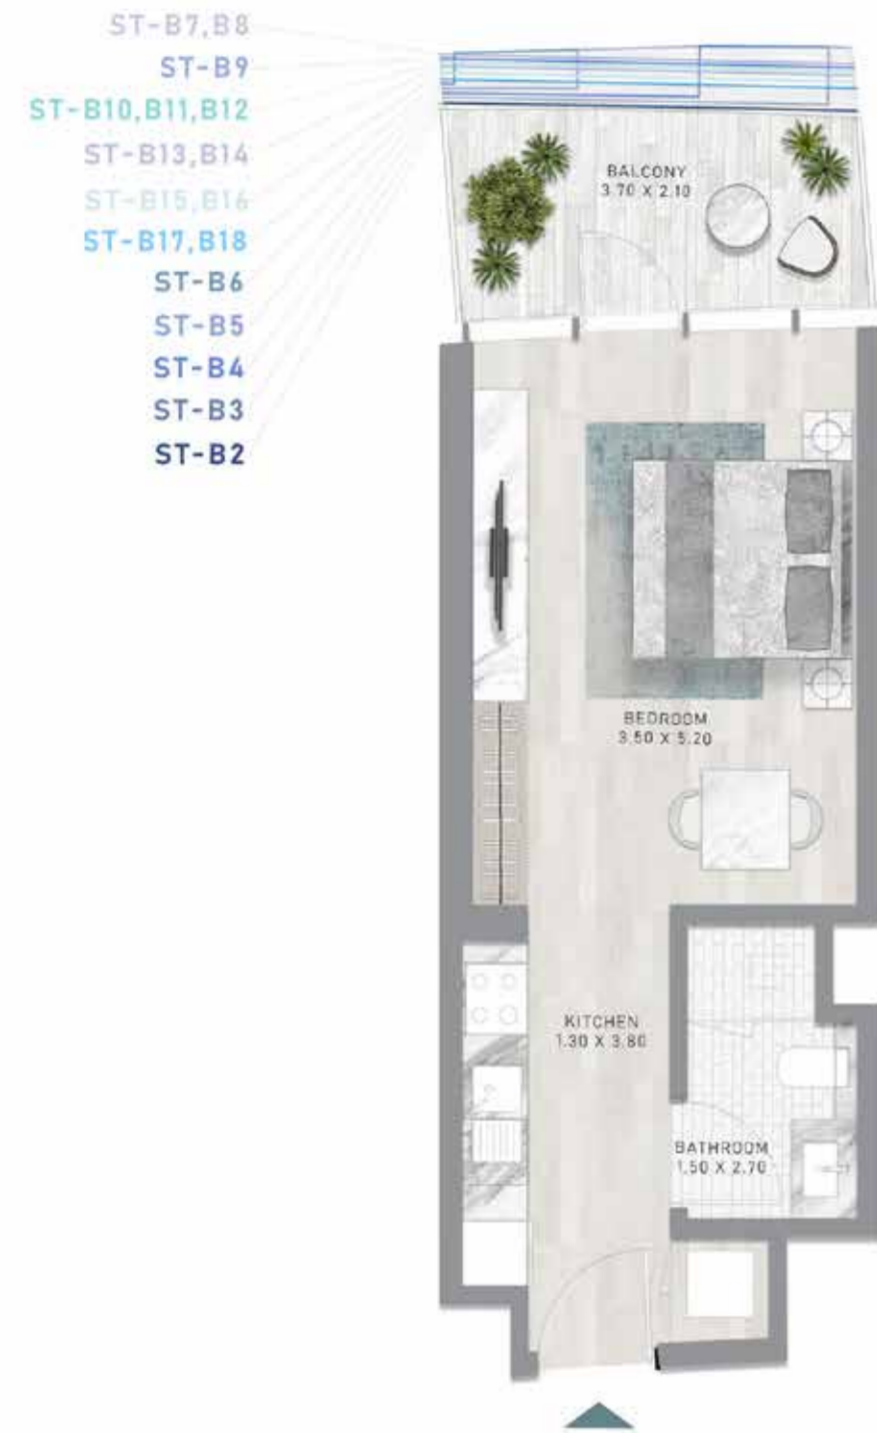 ST-B7,B8
ST-B9
ST-B10,B11,B12
ST-B13,B14
ST-B15,B16
ST-B17,B18
ST-B6
ST-B5
ST-B4
ST-B3
ST-B2
BALCONY
3.70 X 2.10
BEDROOM
3.50 X 5.20
KITCHEN
1.30 X 3.80
BATHROOM
1.50 X 2.70